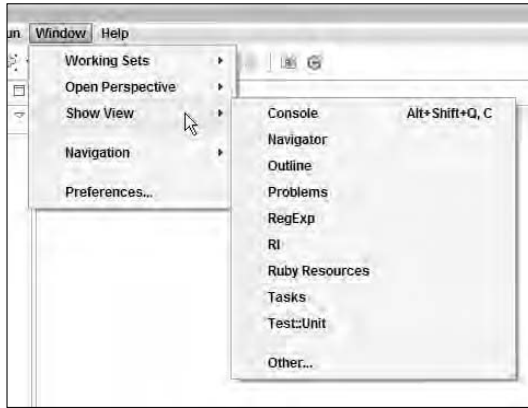 un Window Help
Working Sets
Open Perspective
Show View
Navigation
Preferences...
Console Alt+Shift+Q, C
Navigator
Outline
Problems
RegExp
RI
Ruby Resources
Tasks
Test::Unit
Other...